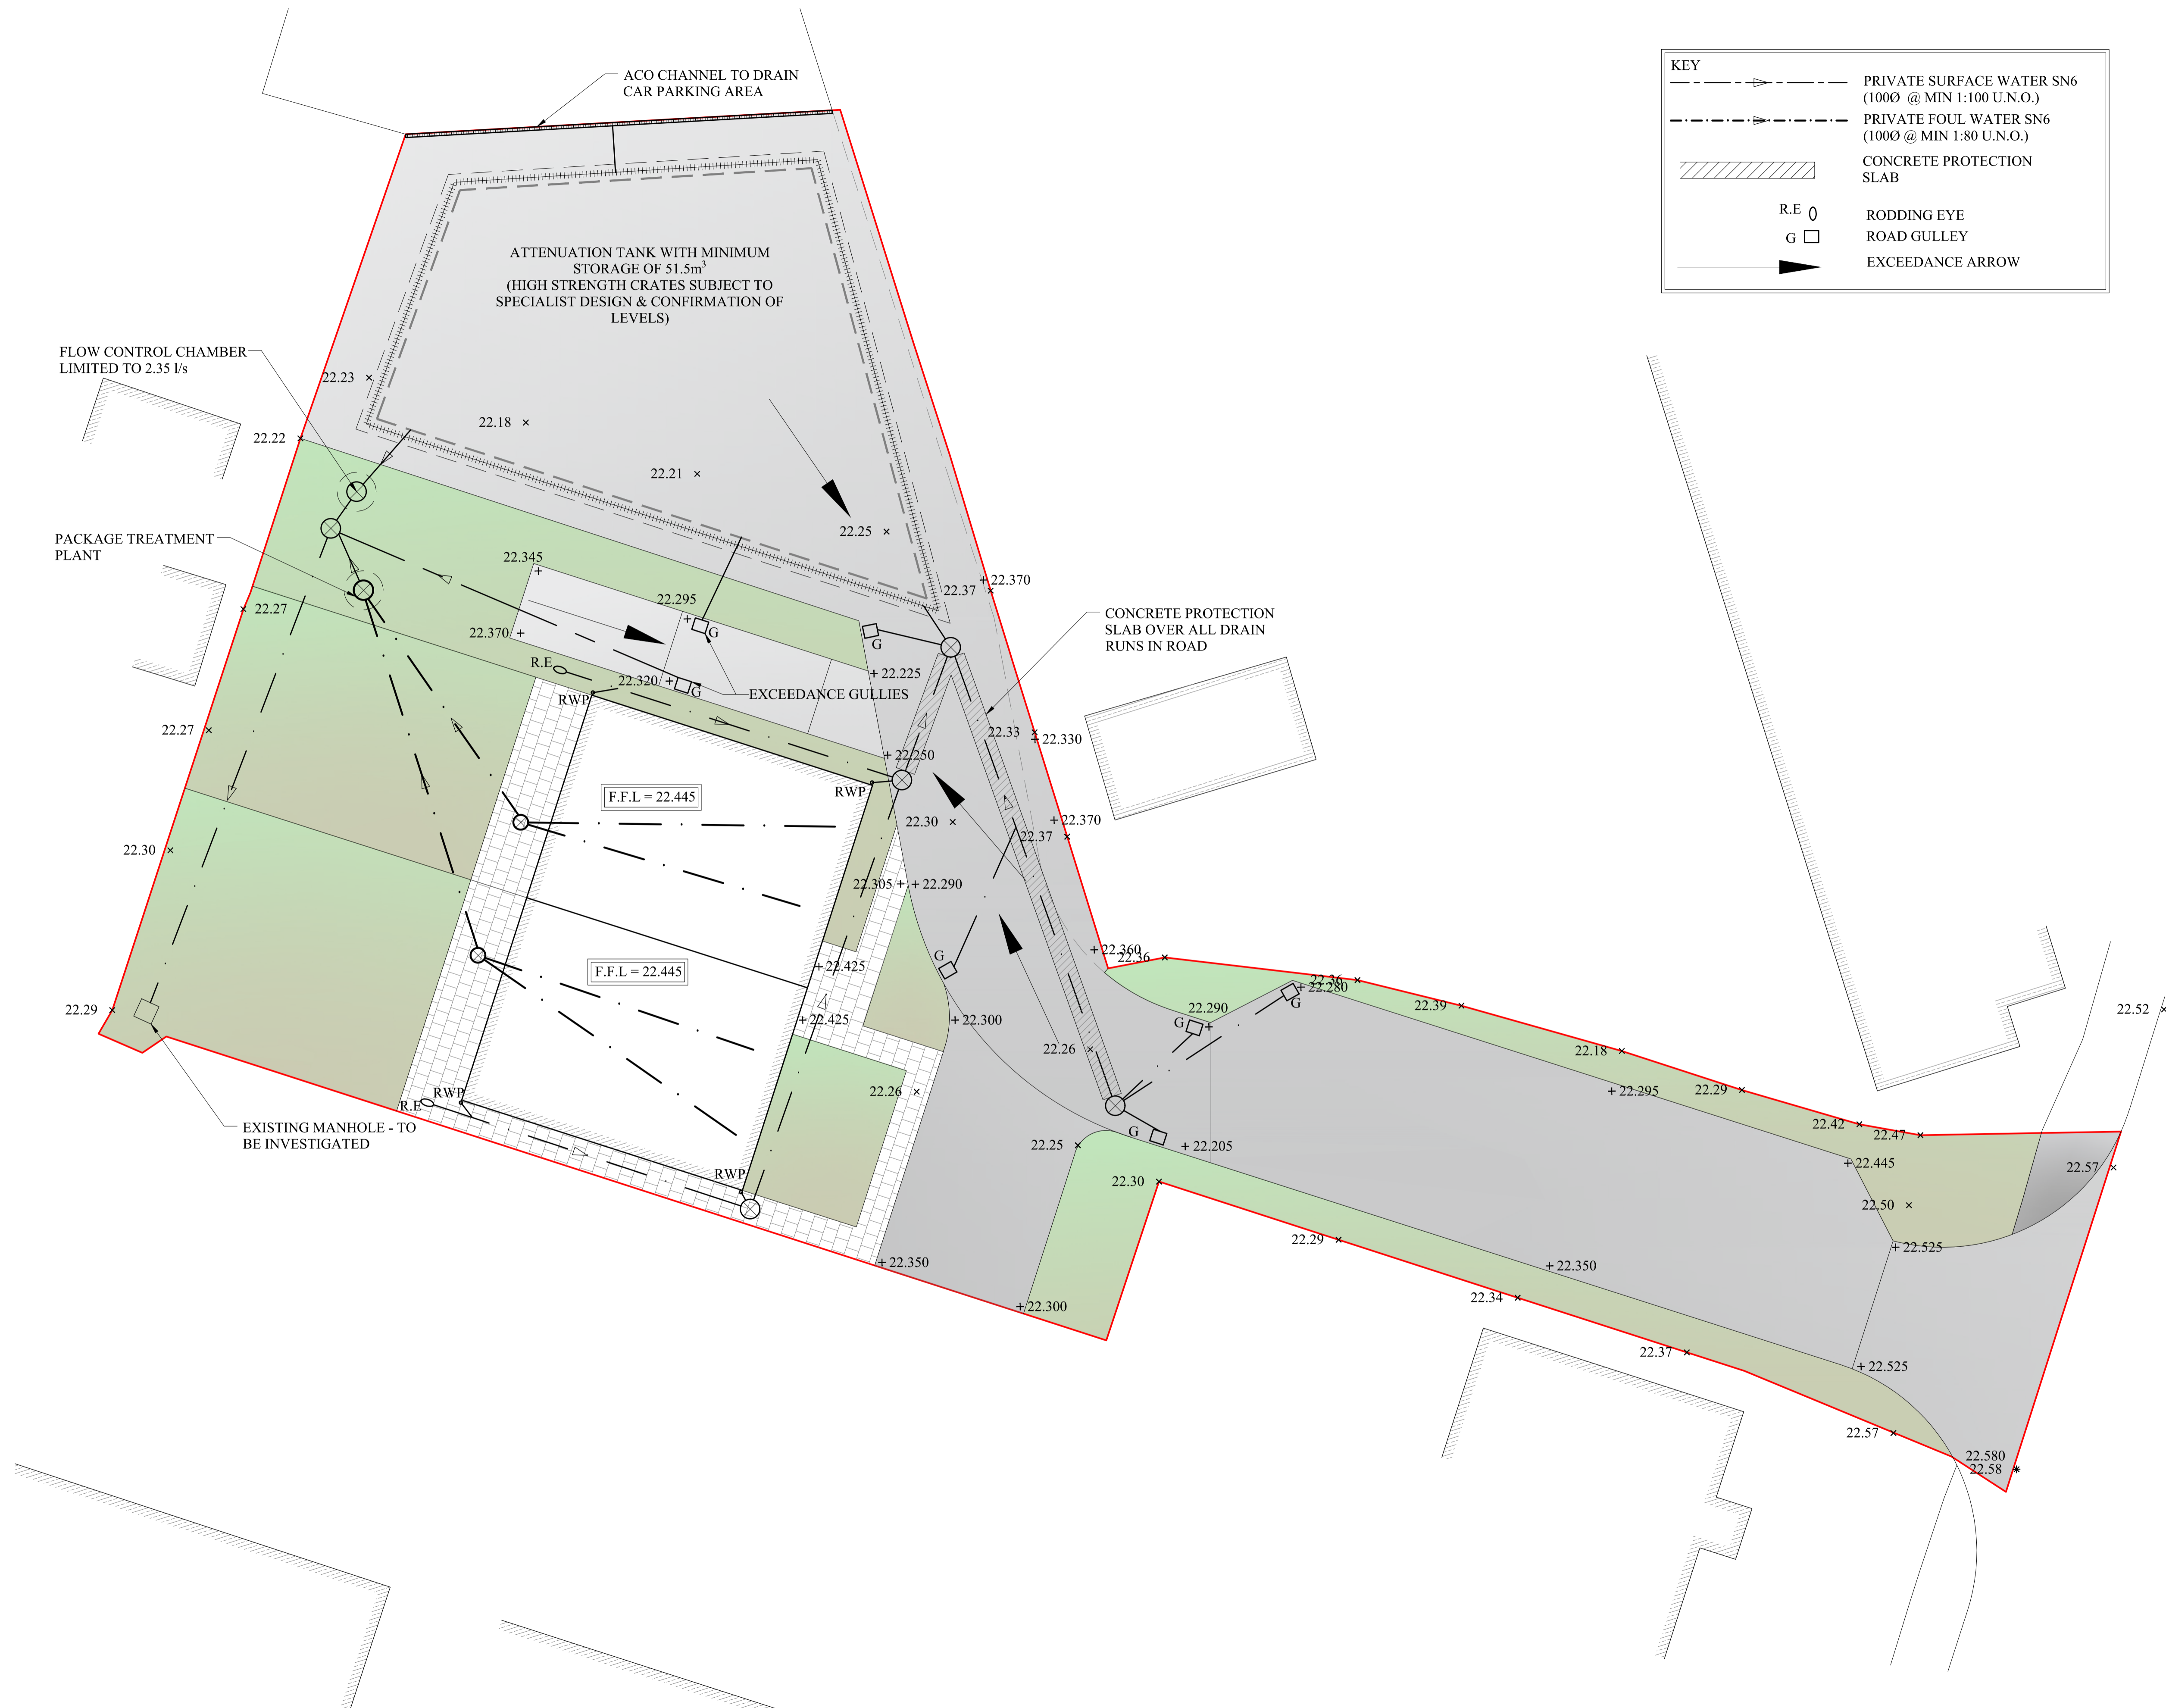 ACO CHANNEL TO DRAIN
CAR PARKING AREA
KEY
PRIVATE SURFACE WATER SN6
(100Ø @ MIN 1:100 U.N.O.)
PRIVATE FOUL WATER SN6
(100Ø @ MIN 1:80 U.N.O.)
CONCRETE PROTECTION
SLAB
R.E
RODDING EYE
G
ROAD GULLEY
EXCEEDANCE ARROW
ATTENUATION TANK WITH MINIMUM
STORAGE OF 51.5m³
(HIGH STRENGTH CRATES SUBJECT TO
SPECIALIST DESIGN & CONFIRMATION OF
LEVELS)
FLOW CONTROL CHAMBER
LIMITED TO 2.35 l/s
22.23
22.18
22.22
22.21
22.25
PACKAGE TREATMENT
PLANT
22.345
22.37
22.370
22.295
22.27
G
22.370
G
CONCRETE PROTECTION
SLAB OVER ALL DRAIN
RUNS IN ROAD
R.E
22.320
G
22.225
EXCEEDANCE GULLIES
RWP
22.27
22.33
22.330
22.250
RWP
F.F.L = 22.445
22.30
22.370
22.37
22.30
22.305
22.290
G
22.360
22.36
22.425
F.F.L = 22.445
22.36
22.280
G
22.39
22.29
22.290
G
22.425
22.300
22.26
22.18
22.52
22.26
22.29
22.295
RWP
R.E
EXISTING MANHOLE - TO
BE INVESTIGATED
22.42
22.47
G
22.25
22.205
22.445
22.57
RWP
22.30
22.50
22.29
22.525
22.350
22.350
22.34
22.300
22.37
22.525
22.57
22.580
22.58